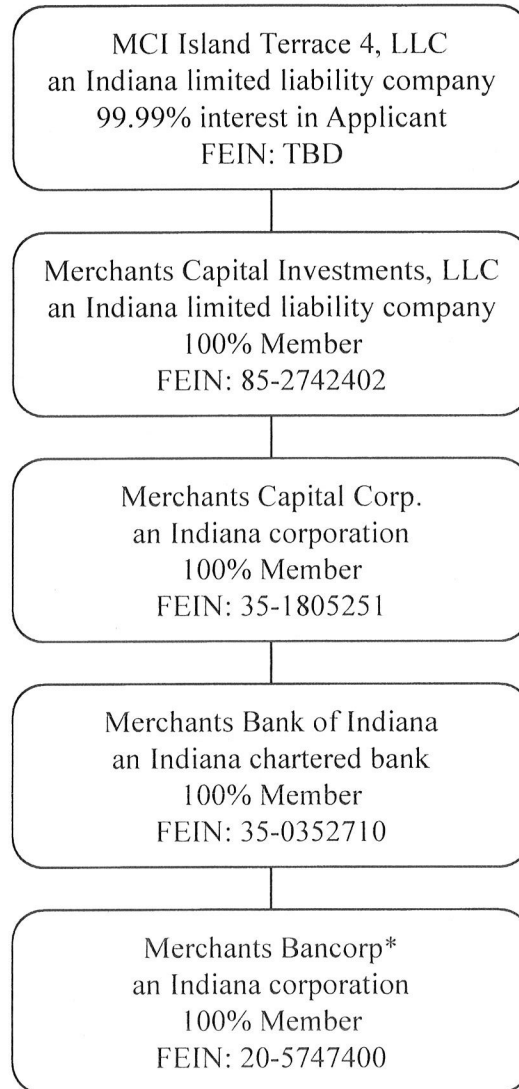 MCI Island Terrace 4, LLC
an Indiana limited liability company
99.99% interest in Applicant
FEIN: TBD
Merchants Capital Investments, LLC
an Indiana limited liability company
100% Member
FEIN: 85-2742402
Merchants Capital Corp.
an Indiana corporation
100% Member
FEIN: 35-1805251
Merchants Bank of Indiana
an Indiana chartered bank
100% Member
FEIN: 35-0352710
Merchants Bancorp*
an Indiana corporation
100% Member
FEIN: 20-5747400